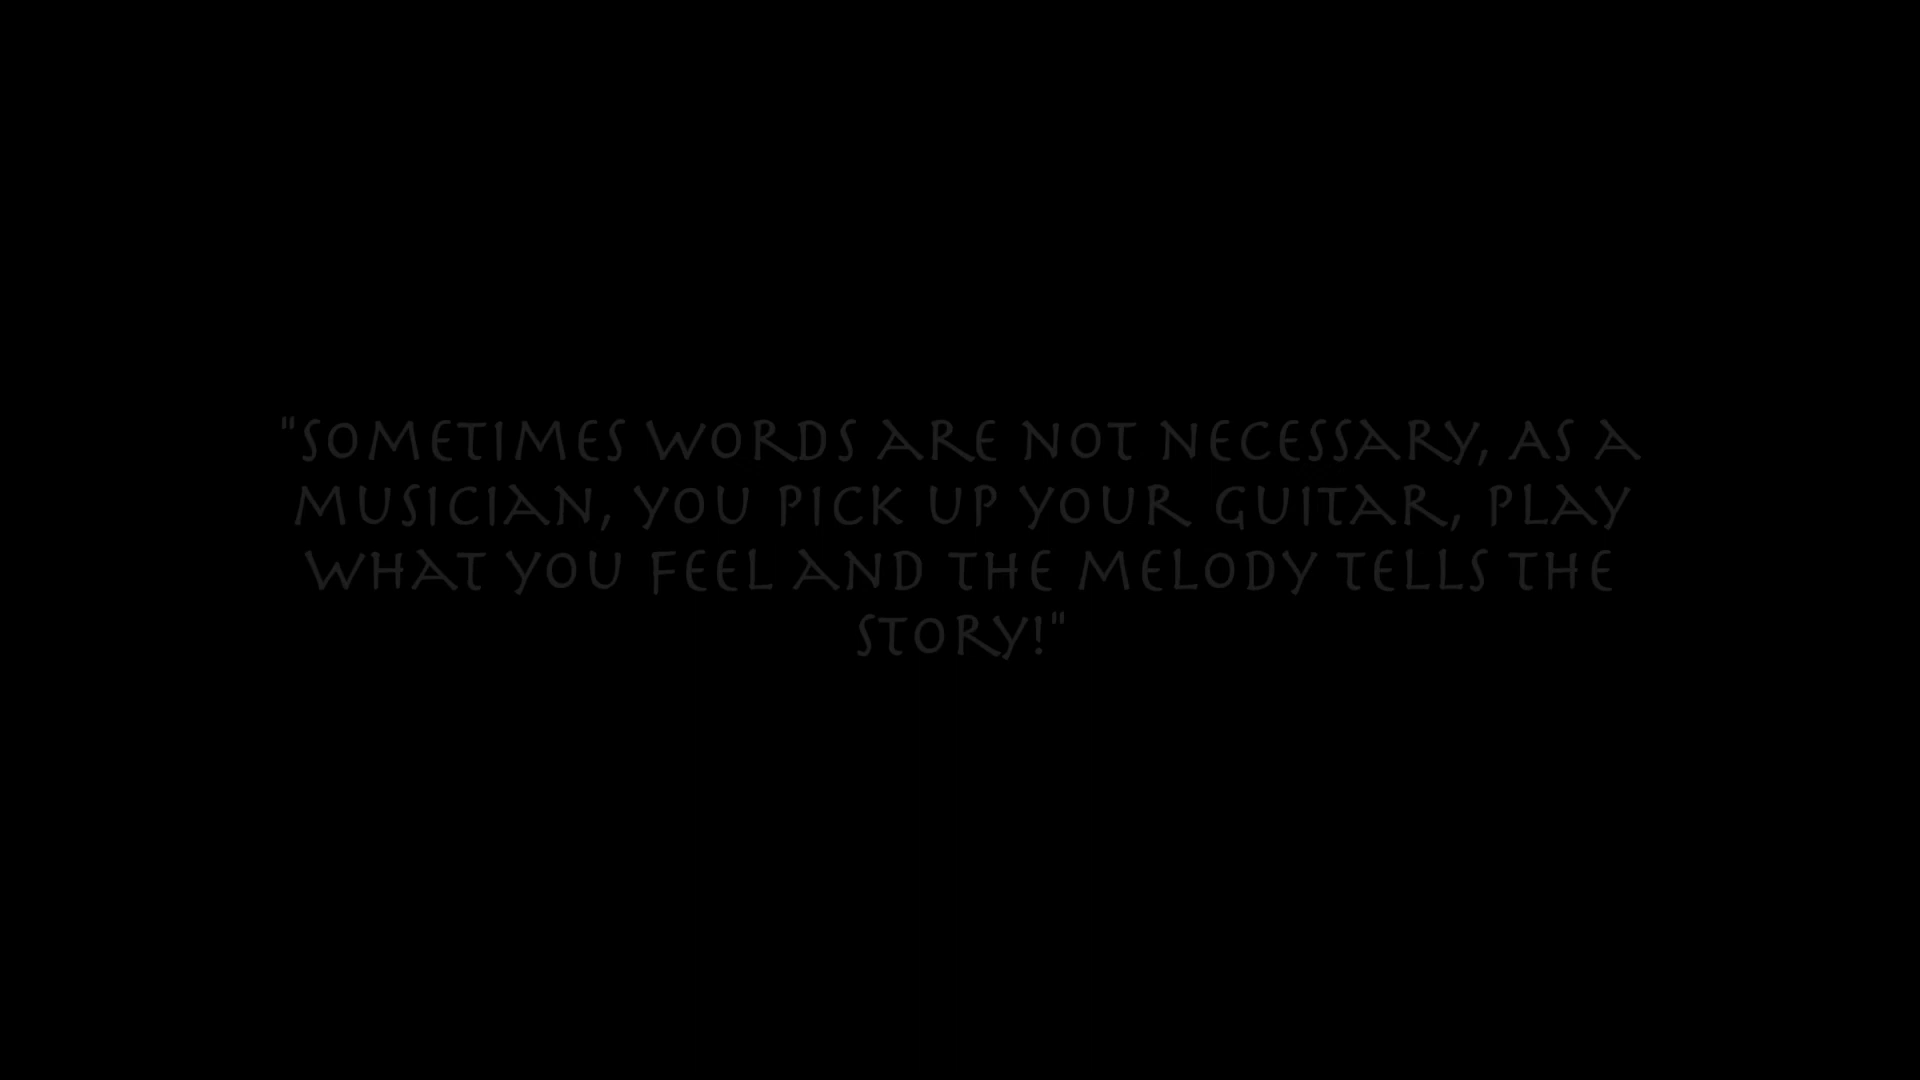 "SOMETIMES WORDS ARE NOT NECESSARY, AS A
MUSICIAN, YOU PICK UP YOUR GUITAR, PLAY
WHAT YOU FEEL AND THE MELODY TELLS THE
STORY!"